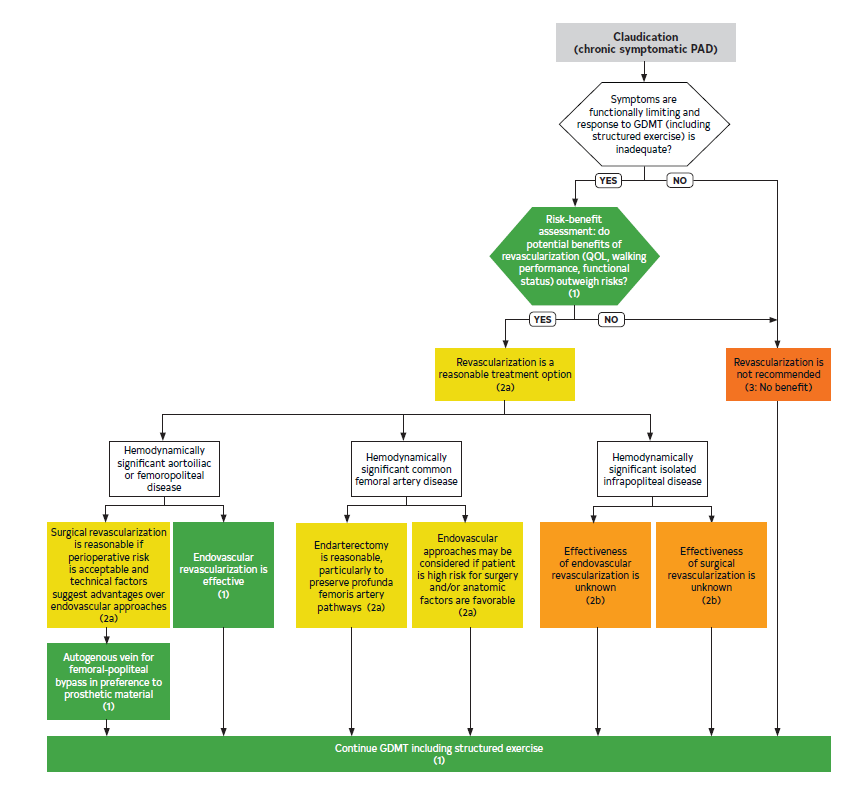 Claudication
(chronic symptomatic PAD)
Symptoms are
functionally limiting and
response to GDMT (including
structured exercise) is
inadequate?
YES
NO
Risk-benefit
assessment: do
potential benefits of
revascularization (QOL, walking
performance, functional
status) outweigh risks?
(1)
YES
NO
Revascularization is a
reasonable treatment option
(2a)
Revascularization is
not recommended
(3: No benefit)
Hemodynamically
significant aortoiliac
or femoropoliteal
disease
Hemodynamically
significant common
femoral artery disease
Hemodynamically
significant isolated
infrapopliteal disease
Surgical revascularization
is reasonable if
perioperative risk
is acceptable and
technical factors
suggest advantages over
endovascular approaches
(2a)
Endovascular
revascularization is
effective
(1)
Endarterectomy
is reasonable,
particularly to
preserve profunda
femoris artery
pathways (2a)
Endovascular
approaches may be
considered if patient
is high risk for surgery
and/or anatomic
factors are favorable
(2a)
Effectiveness
of endovascular
revascularization is
unknown
(2b)
Effectiveness
of surgical
revascularization is
unknown
(2b)
Autogenous vein for
femoral-popliteal
bypass in preference to
prosthetic material
(1)
Continue GDMT including structured exercise
(1)